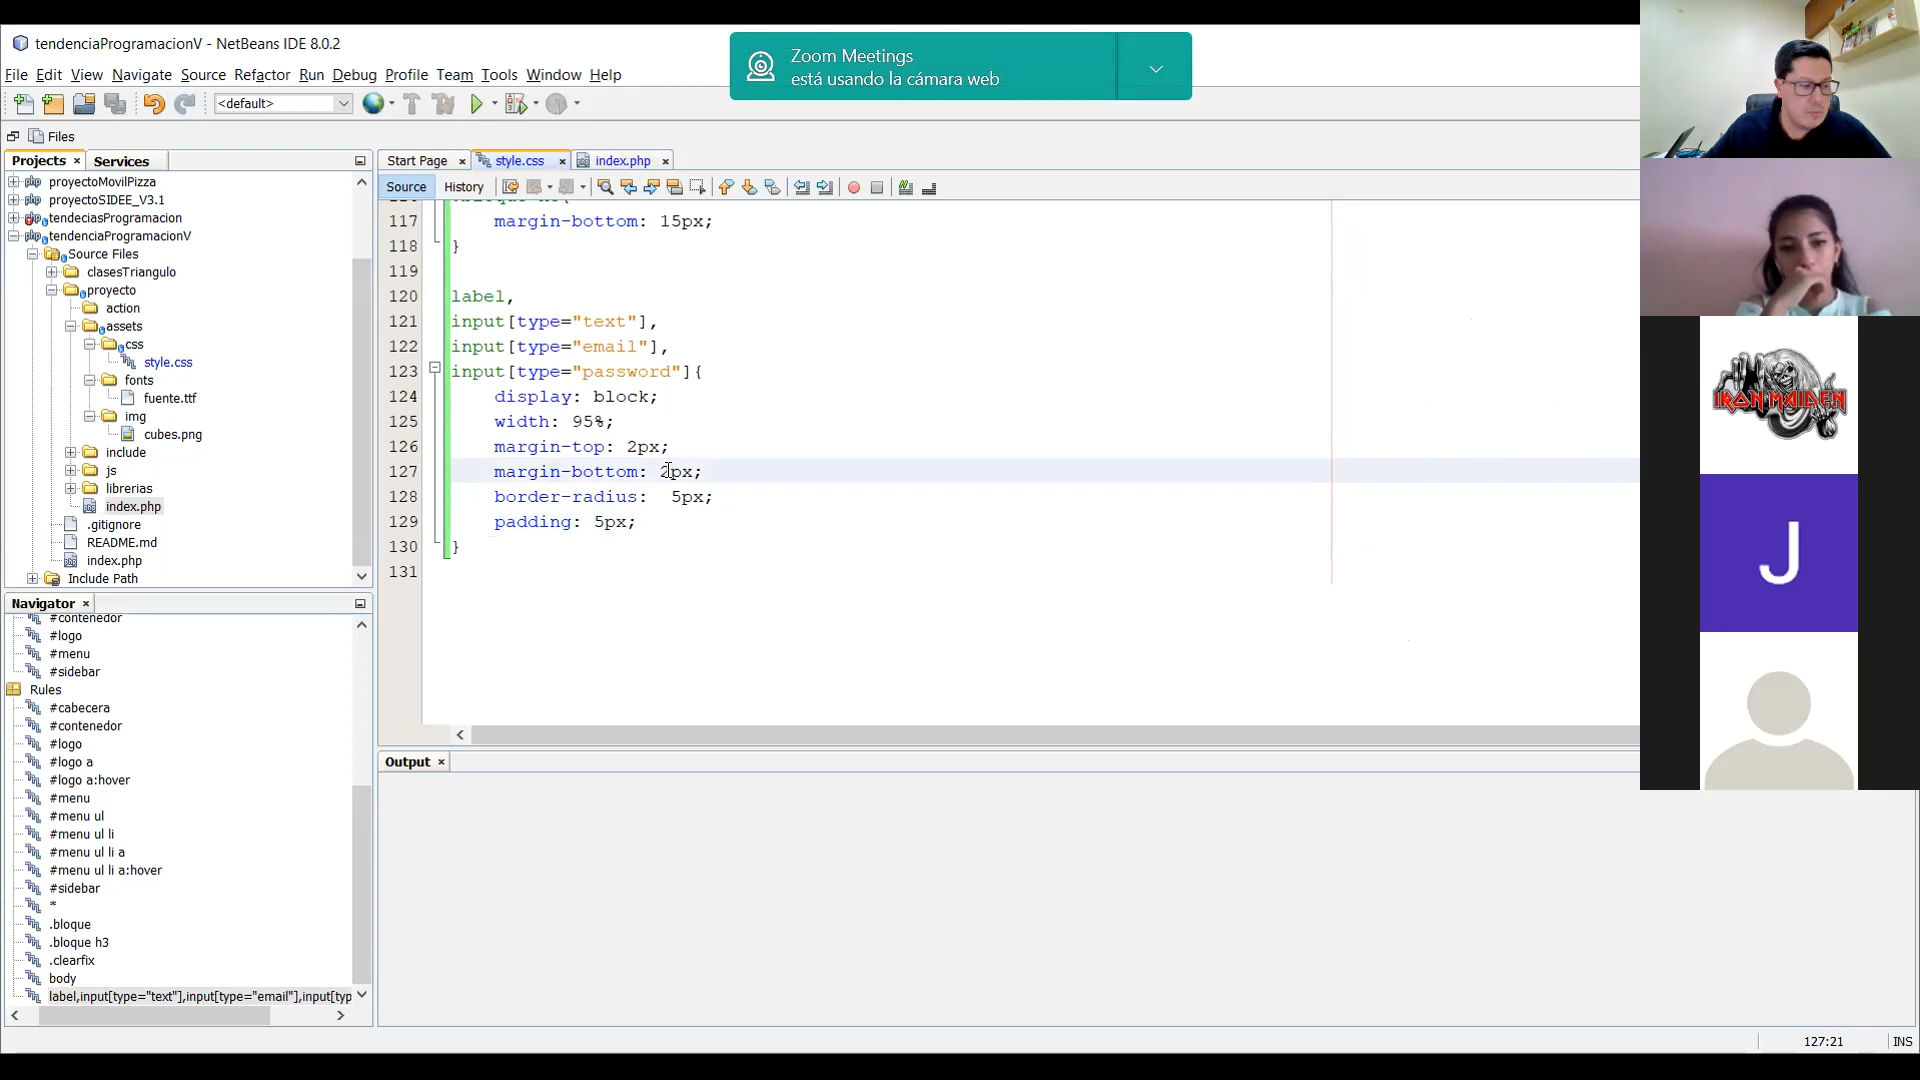 tendenciaProgramacionV - NetBeans IDE 8.0.2
File Edit View Navigate Source Refactor Run Debug Profile Team Tools Window Help
Zoom Meetings
está usando la cámara web
<default>
Files
Projects Services
proyectoMovilPizza
proyectoSIDEE_V3.1
tendeciasProgramacion
tendenciaProgramacionV
Source Files
clasesTriangulo
proyecto
action
assets
css
style.css
fonts
fuente.ttf
img
cubes.png
include
js
librerias
index.php
.gitignore
README.md
index.php
Include Path
Navigator
#contenedor
#logo
#menu
#sidebar
Rules
#cabecera
#contenedor
#logo
#logo a
#logo a:hover
#menu
#menu ul
#menu ul li
#menu ul li a
#menu ul li a:hover
#sidebar
*
.bloque
.bloque h3
.clearfix
body
label,input[type="text"],input[type="email"],input[typ
Start Page style.css index.php
Source History
117 margin-bottom: 15px;
118 }
119
120 label,
121 input[type="text"],
122 input[type="email"],
123 input[type="password"]{
124 display: block;
125 width: 95%;
126 margin-top: 2px;
127 margin-bottom: 2px;
128 border-radius:  5px;
129 padding: 5px;
130 }
131
Output
127:21 INS
IRON MAIDEN
J